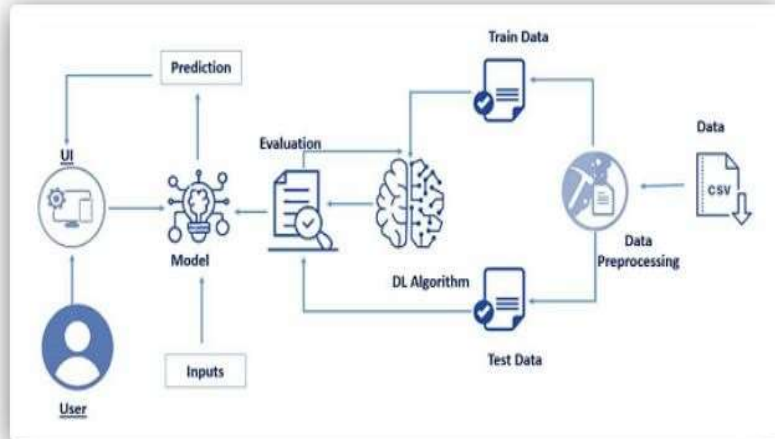 Train Data
Prediction
Data
Evaluation
UI
CSV
Model
Data
Preprocessing
DL Algorithm
Test Data
Inputs
User